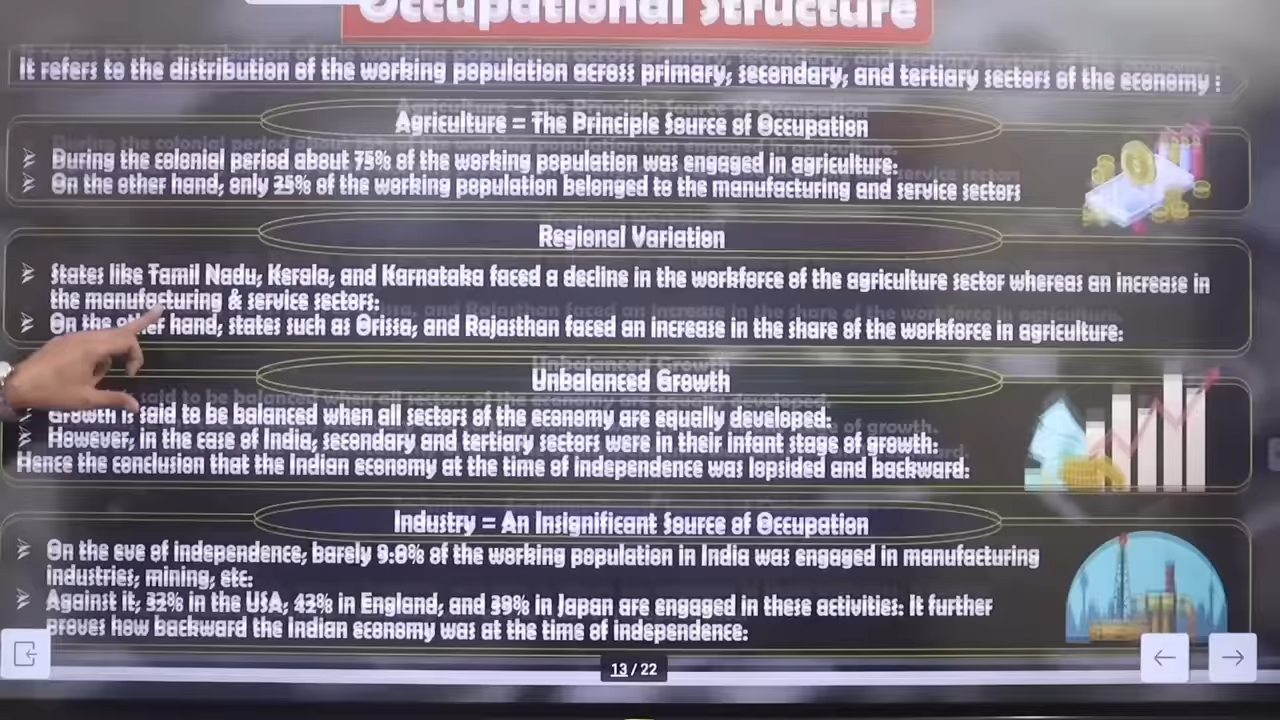 Occupational Structure
It refers to the distribution of the working population across primary, secondary, and tertiary sectors of the economy :
Agriculture – The Principle Source of Occupation
During the colonial period about 75% of the working population was engaged in agriculture.
On the other hand, only 25% of the working population belonged to the manufacturing and service sectors
Regional Variation
States like Tamil Nadu, Kerala, and Karnataka faced a decline in the workforce of the agriculture sector whereas an increase in
the manufacturing & service sectors.
On the other hand, states such as Orissa, and Rajasthan faced an increase in the share of the workforce in agriculture.
Unbalanced Growth
Growth is said to be balanced when all sectors of the economy are equally developed.
However, in the case of India, secondary and tertiary sectors were in their infant stage of growth.
Hence the conclusion that the Indian economy at the time of independence was lopsided and backward.
Industry – An Insignificant Source of Occupation
On the eve of independence, barely of the working population in India was engaged in manufacturing
industries, mining, etc.
Against it, 32% in the USA, 42% in England, and 39% in Japan are engaged in these activities. It further
proves how backward the Indian economy was at the time of independence.
13 / 22